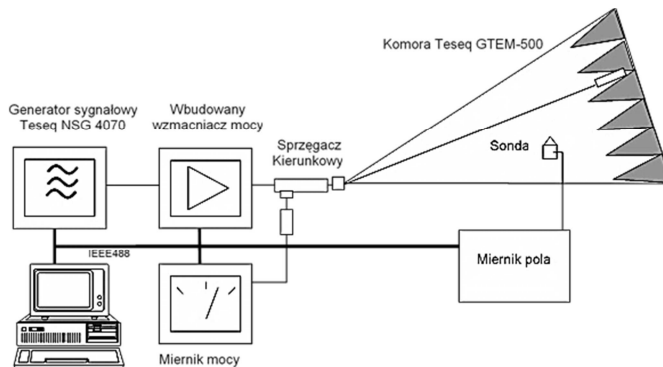 Komora Teseq GTEM-500
Generator sygnałowy
Teseq NSG 4070
Wbudowany
wzmacniacz mocy
Sprzęgacz
Kierunkowy
Sonda
IEEE488
Miernik pola
Miernik mocy